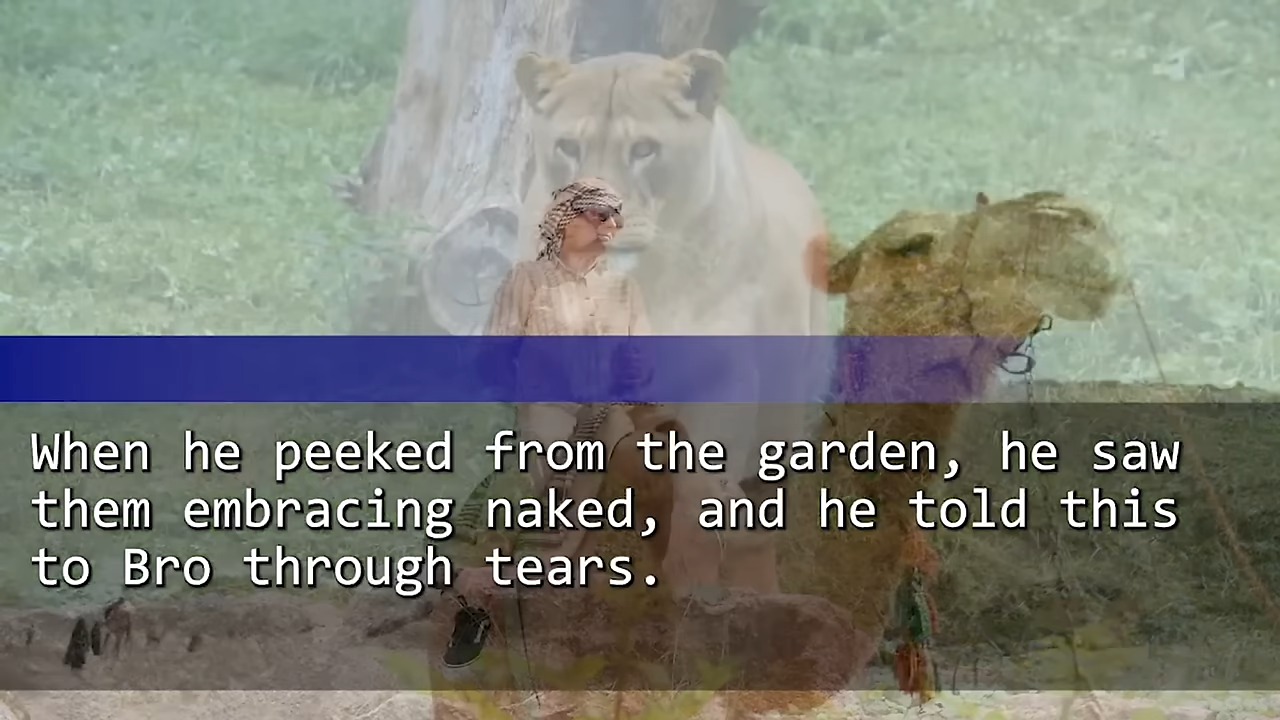 When he peeked from the garden, he saw
them embracing naked, and he told this
to Bro through tears.